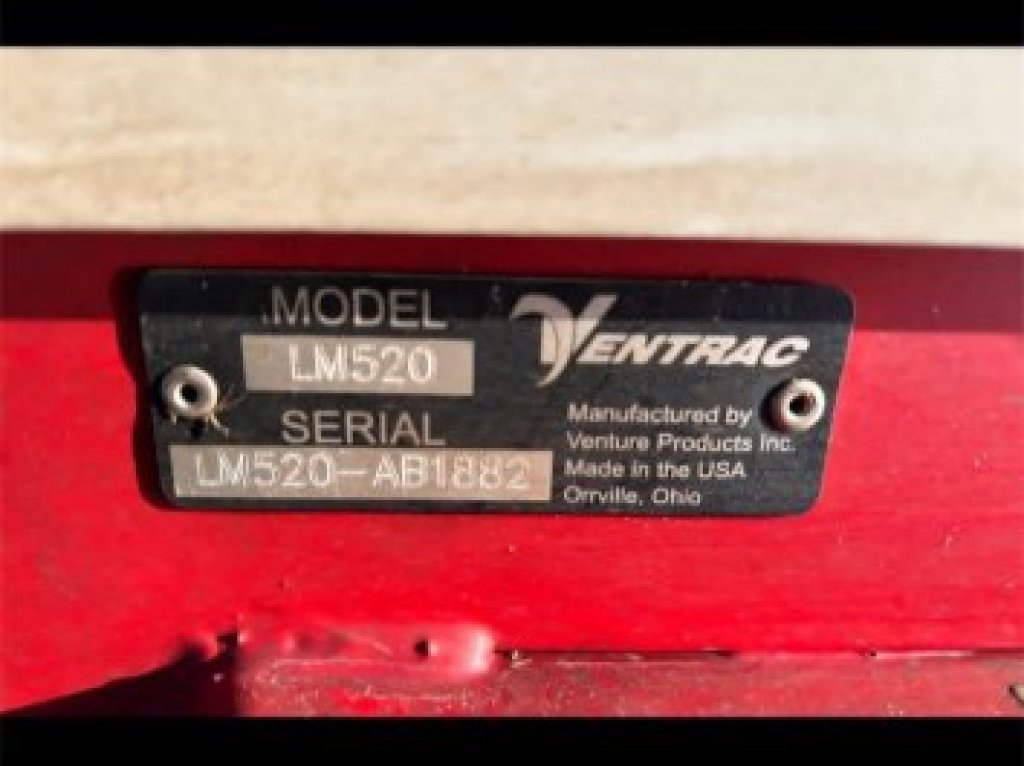 MODEL
LM520
SERIAL
LM520-AB1882
VENTRAC
Manufactured by
Venture Products Inc.
Made in the USA
Orrville, Ohio